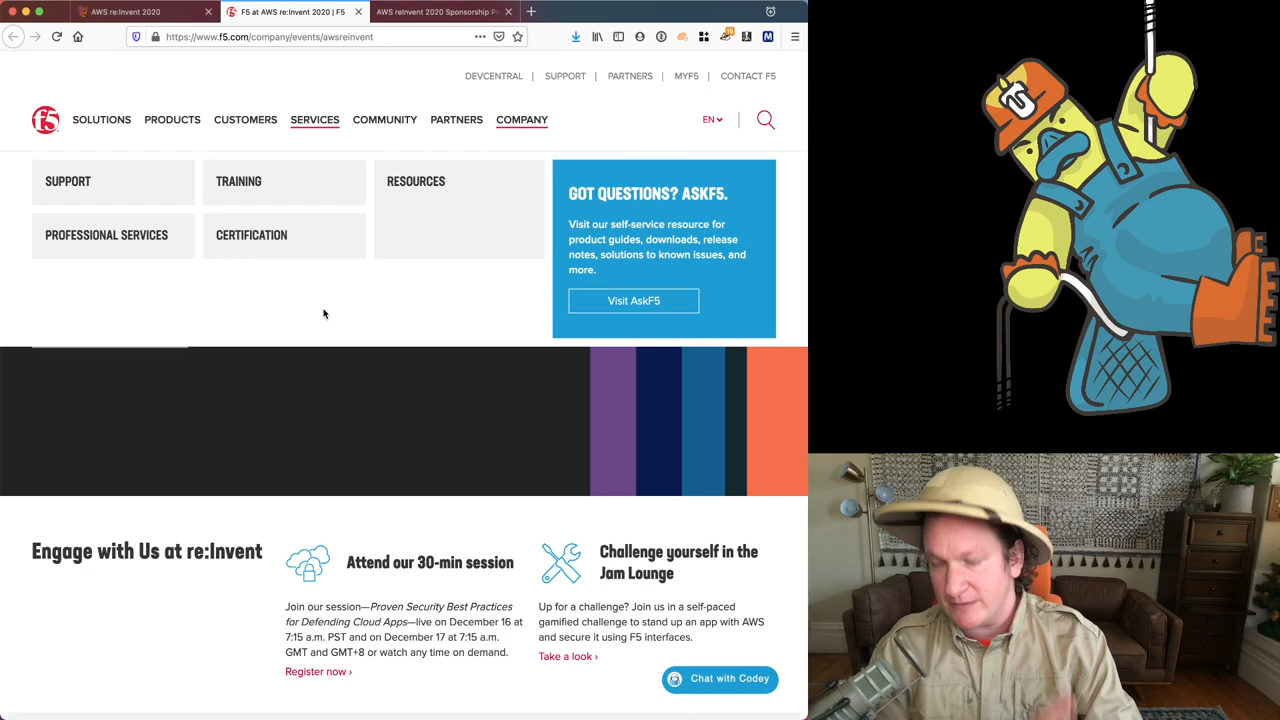 AWS re:Invent 2020
F5 at AWS re:Invent 2020 | F5
AWS reInvent 2020 Sponsorship Pr
https://www.f5.com/company/events/awsreinvent
DEVCENTRAL | SUPPORT | PARTNERS | MYF5 | CONTACT F5
f5 SOLUTIONS PRODUCTS CUSTOMERS SERVICES COMMUNITY PARTNERS COMPANY EN
SUPPORT
TRAINING
RESOURCES
PROFESSIONAL SERVICES
CERTIFICATION
GOT QUESTIONS? ASKF5.
Visit our self-service resource for
product guides, downloads, release
notes, solutions to known issues, and
more.
Visit AskF5
Engage with Us at re:Invent
Attend our 30-min session
Join our session—Proven Security Best Practices
for Defending Cloud Apps—live on December 16 at
7:15 a.m. PST and on December 17 at 7:15 a.m.
GMT and GMT+8 or watch any time on demand.
Register now ›
Challenge yourself in the
Jam Lounge
Up for a challenge? Join us in a self-paced
gamified challenge to stand up an app with AWS
and secure it using F5 interfaces.
Take a look ›
Chat with Codey